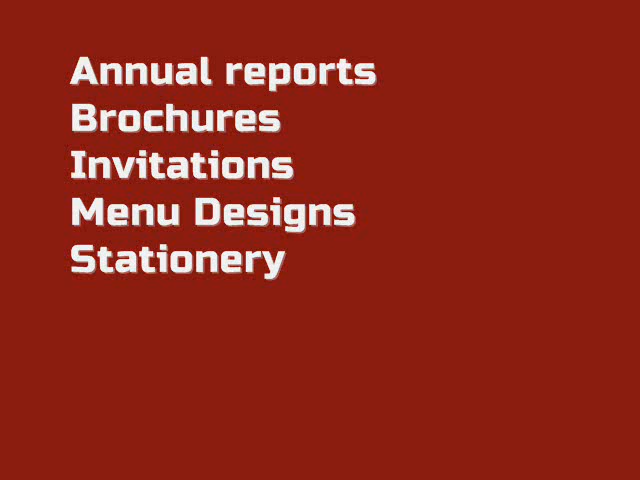 Annual reports
Brochures
Invitations
Menu Designs
Stationery